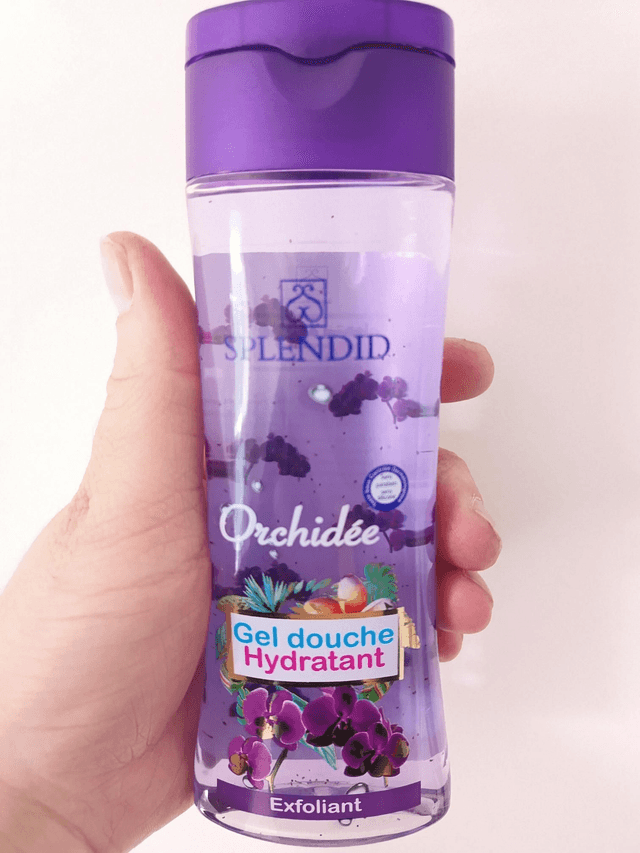 SPLENDID
Orchidée
Gel douche
Hydratant
Exfoliant